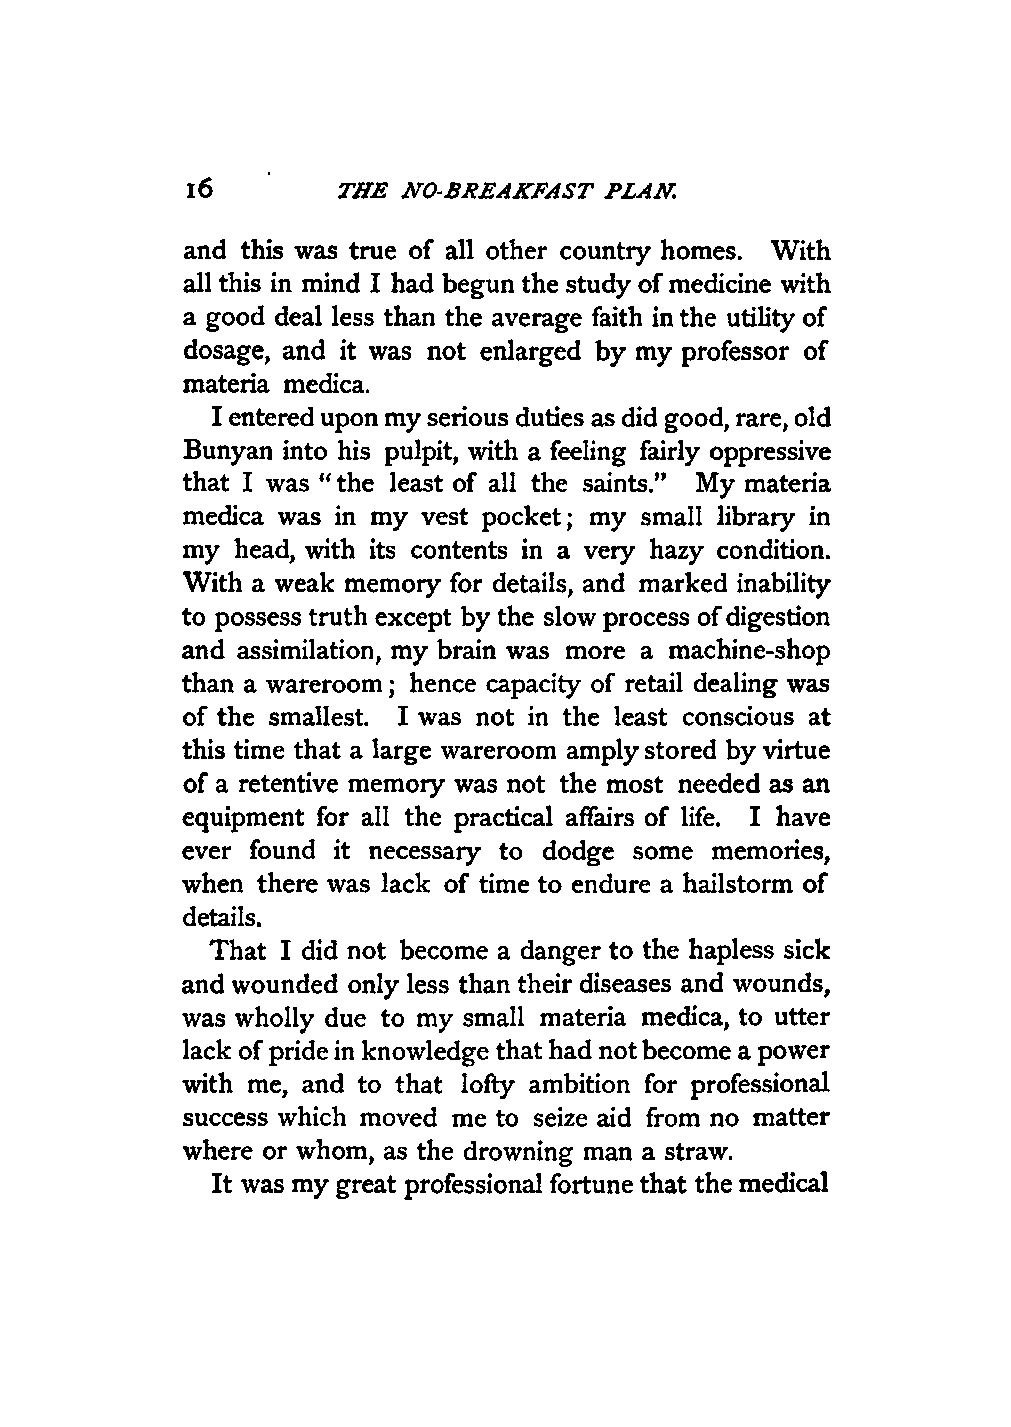 16 THE NO-BREAKFAST PLAN.
and this was true of all other country homes. With
all this in mind I had begun the study of medicine with
a good deal less than the average faith in the utility of
dosage, and it was not enlarged by my professor of
materia medica.
I entered upon my serious duties as did good, rare, old
Bunyan into his pulpit, with a feeling fairly oppressive
that I was "the least of all the saints." My materia
medica was in my vest pocket; my small library in
my head, with its contents in a very hazy condition.
With a weak memory for details, and marked inability
to possess truth except by the slow process of digestion
and assimilation, my brain was more a machine-shop
than a wareroom; hence capacity of retail dealing was
of the smallest. I was not in the least conscious at
this time that a large wareroom amply stored by virtue
of a retentive memory was not the most needed as an
equipment for all the practical affairs of life. I have
ever found it necessary to dodge some memories,
when there was lack of time to endure a hailstorm of
details.
That I did not become a danger to the hapless sick
and wounded only less than their diseases and wounds,
was wholly due to my small materia medica, to utter
lack of pride in knowledge that had not become a power
with me, and to that lofty ambition for professional
success which moved me to seize aid from no matter
where or whom, as the drowning man a straw.
It was my great professional fortune that the medical